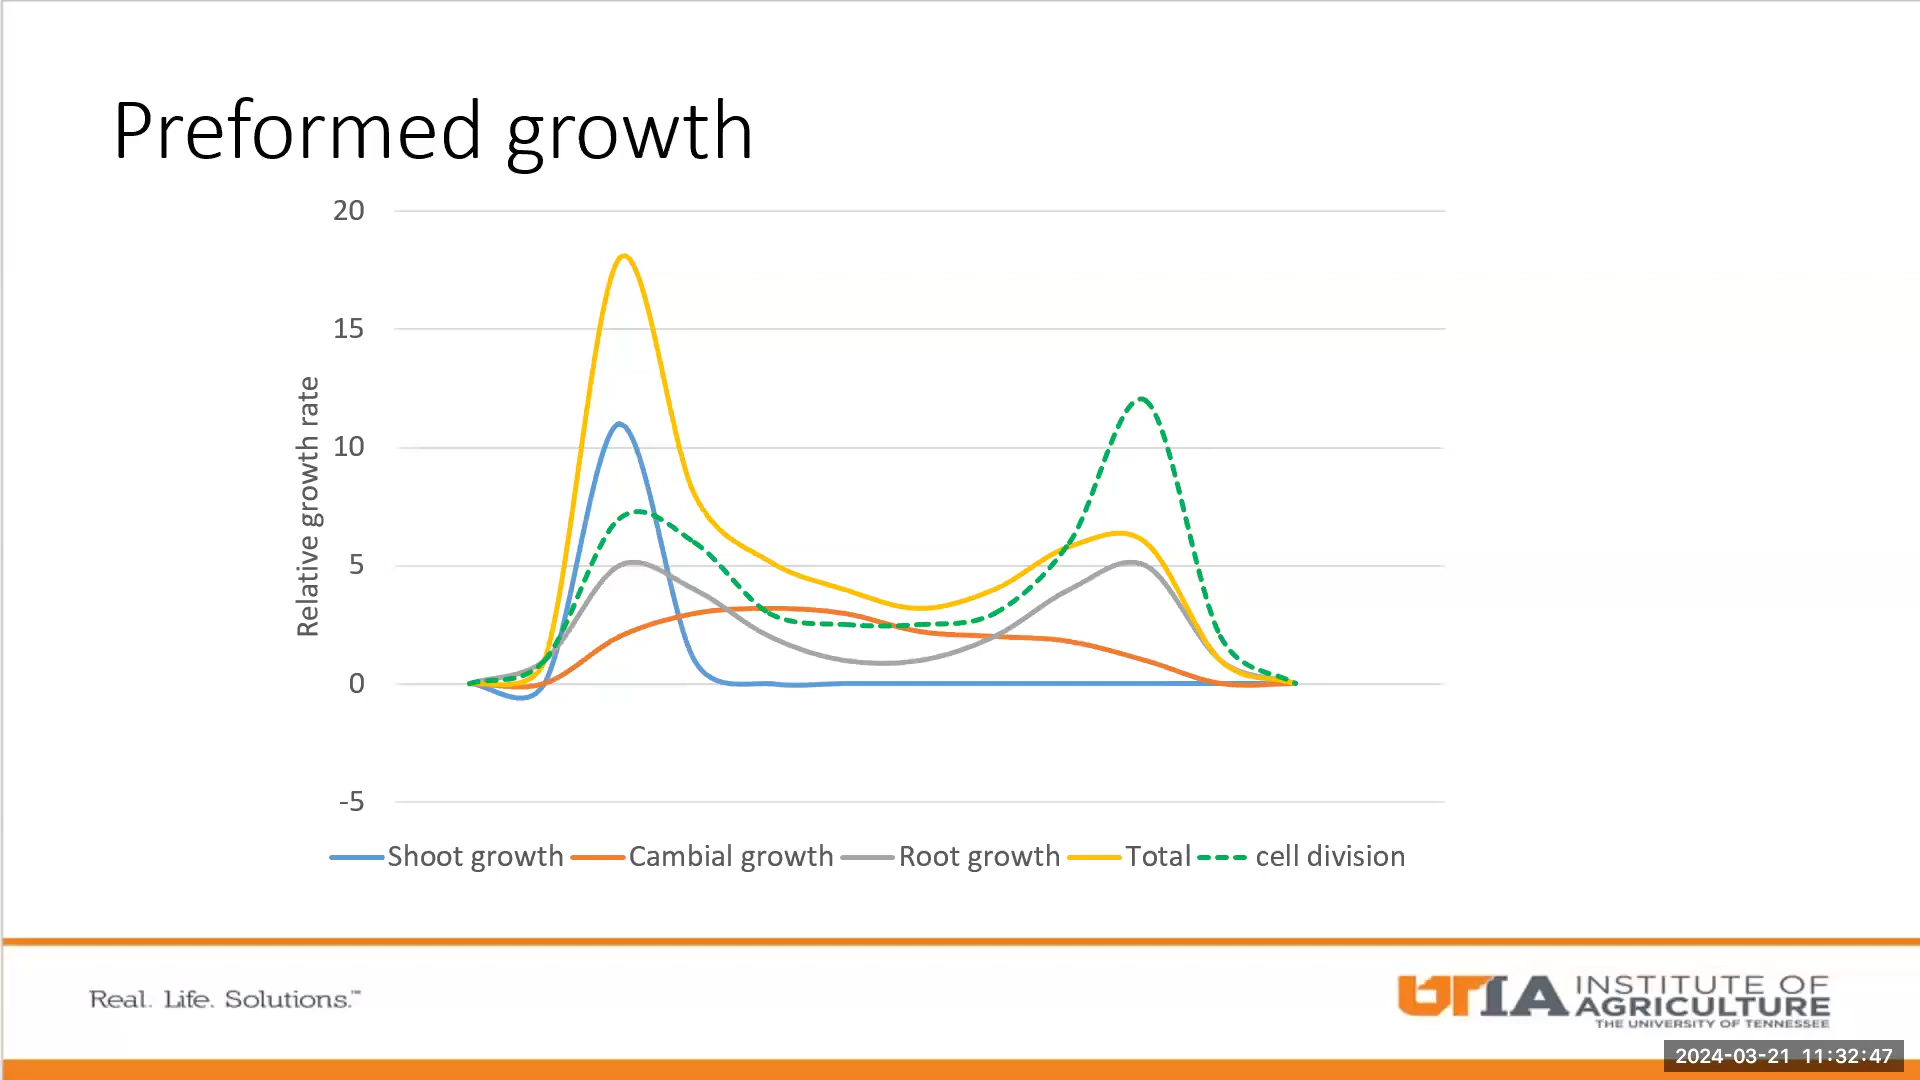 Preformed growth
20
15
10
5
0
-5
Relative growth rate
Shoot growth Cambial growth Root growth Total cell division
Real. Life. Solutions.™
UTIA INSTITUTE OF
AGRICULTURE
THE UNIVERSITY OF TENNESSEE
2024-03-21 11:32:47